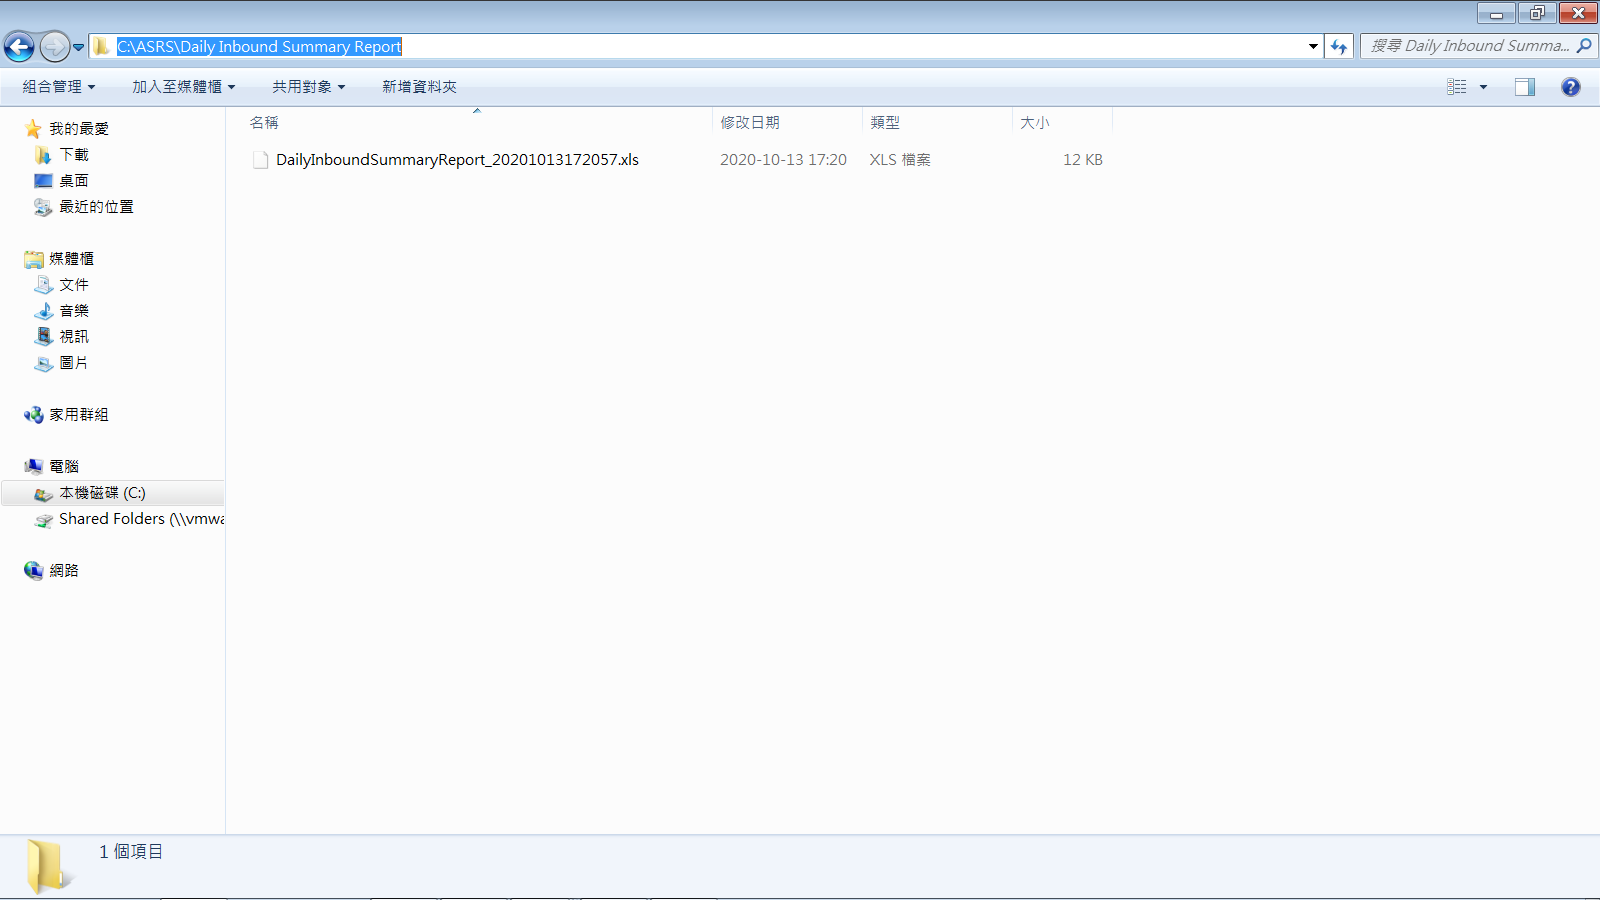 C:\ASRS\Daily Inbound Summary Report
搜尋 Daily Inbound Summa...
組合管理 加入至媒體櫃 共用對象 新增資料夾
名稱 修改日期 類型 大小
DailyInboundSummaryReport_20201013172057.xls 2020-10-13 17:20 XLS 檔案 12 KB
我的最愛
下載
桌面
最近的位置
媒體櫃
文件
音樂
視訊
圖片
家用群組
電腦
本機磁碟 (C:)
Shared Folders (\\vmwa
網路
1 個項目